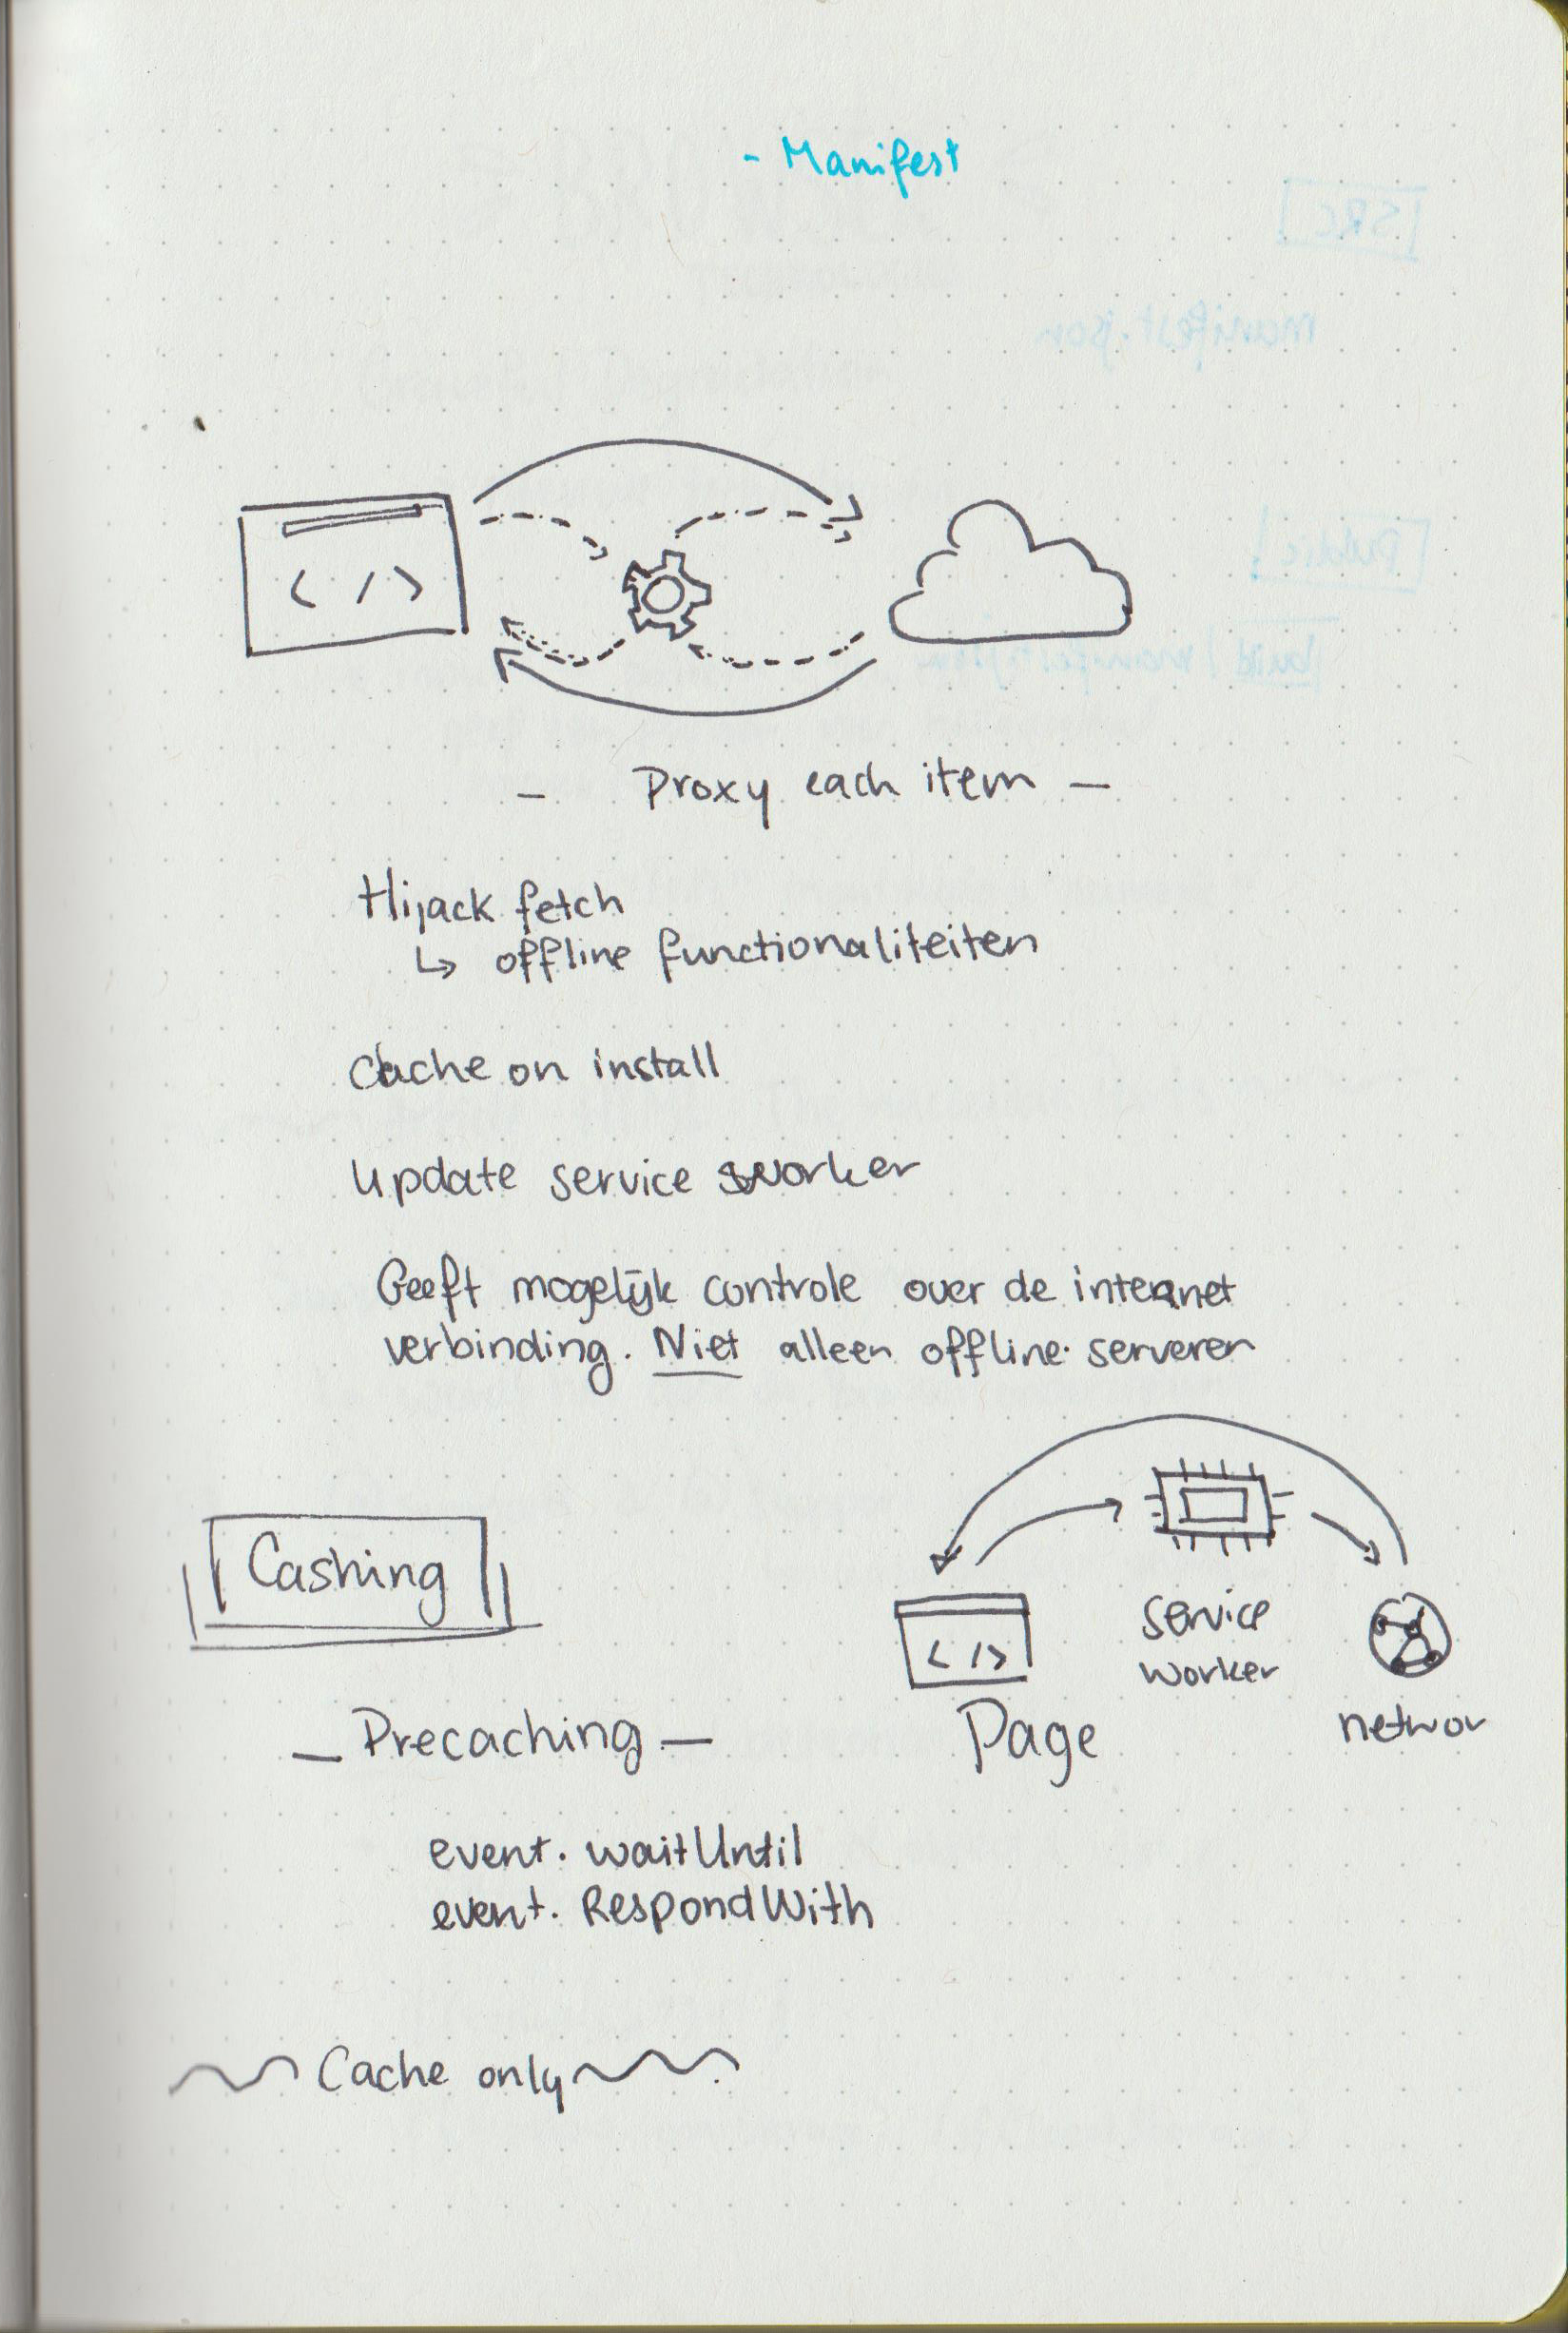 - Manifest
< / >
- Proxy each item -
Hijack fetch
↳ offline functionaliteiten
Cache on install
Update service worker
Geeft mogelijk controle over de internet
verbinding. Niet alleen offline serveren
Cashing
< / >
service
worker
Page
networ
- Precaching -
event. waitUntil
event. RespondWith
Cache only